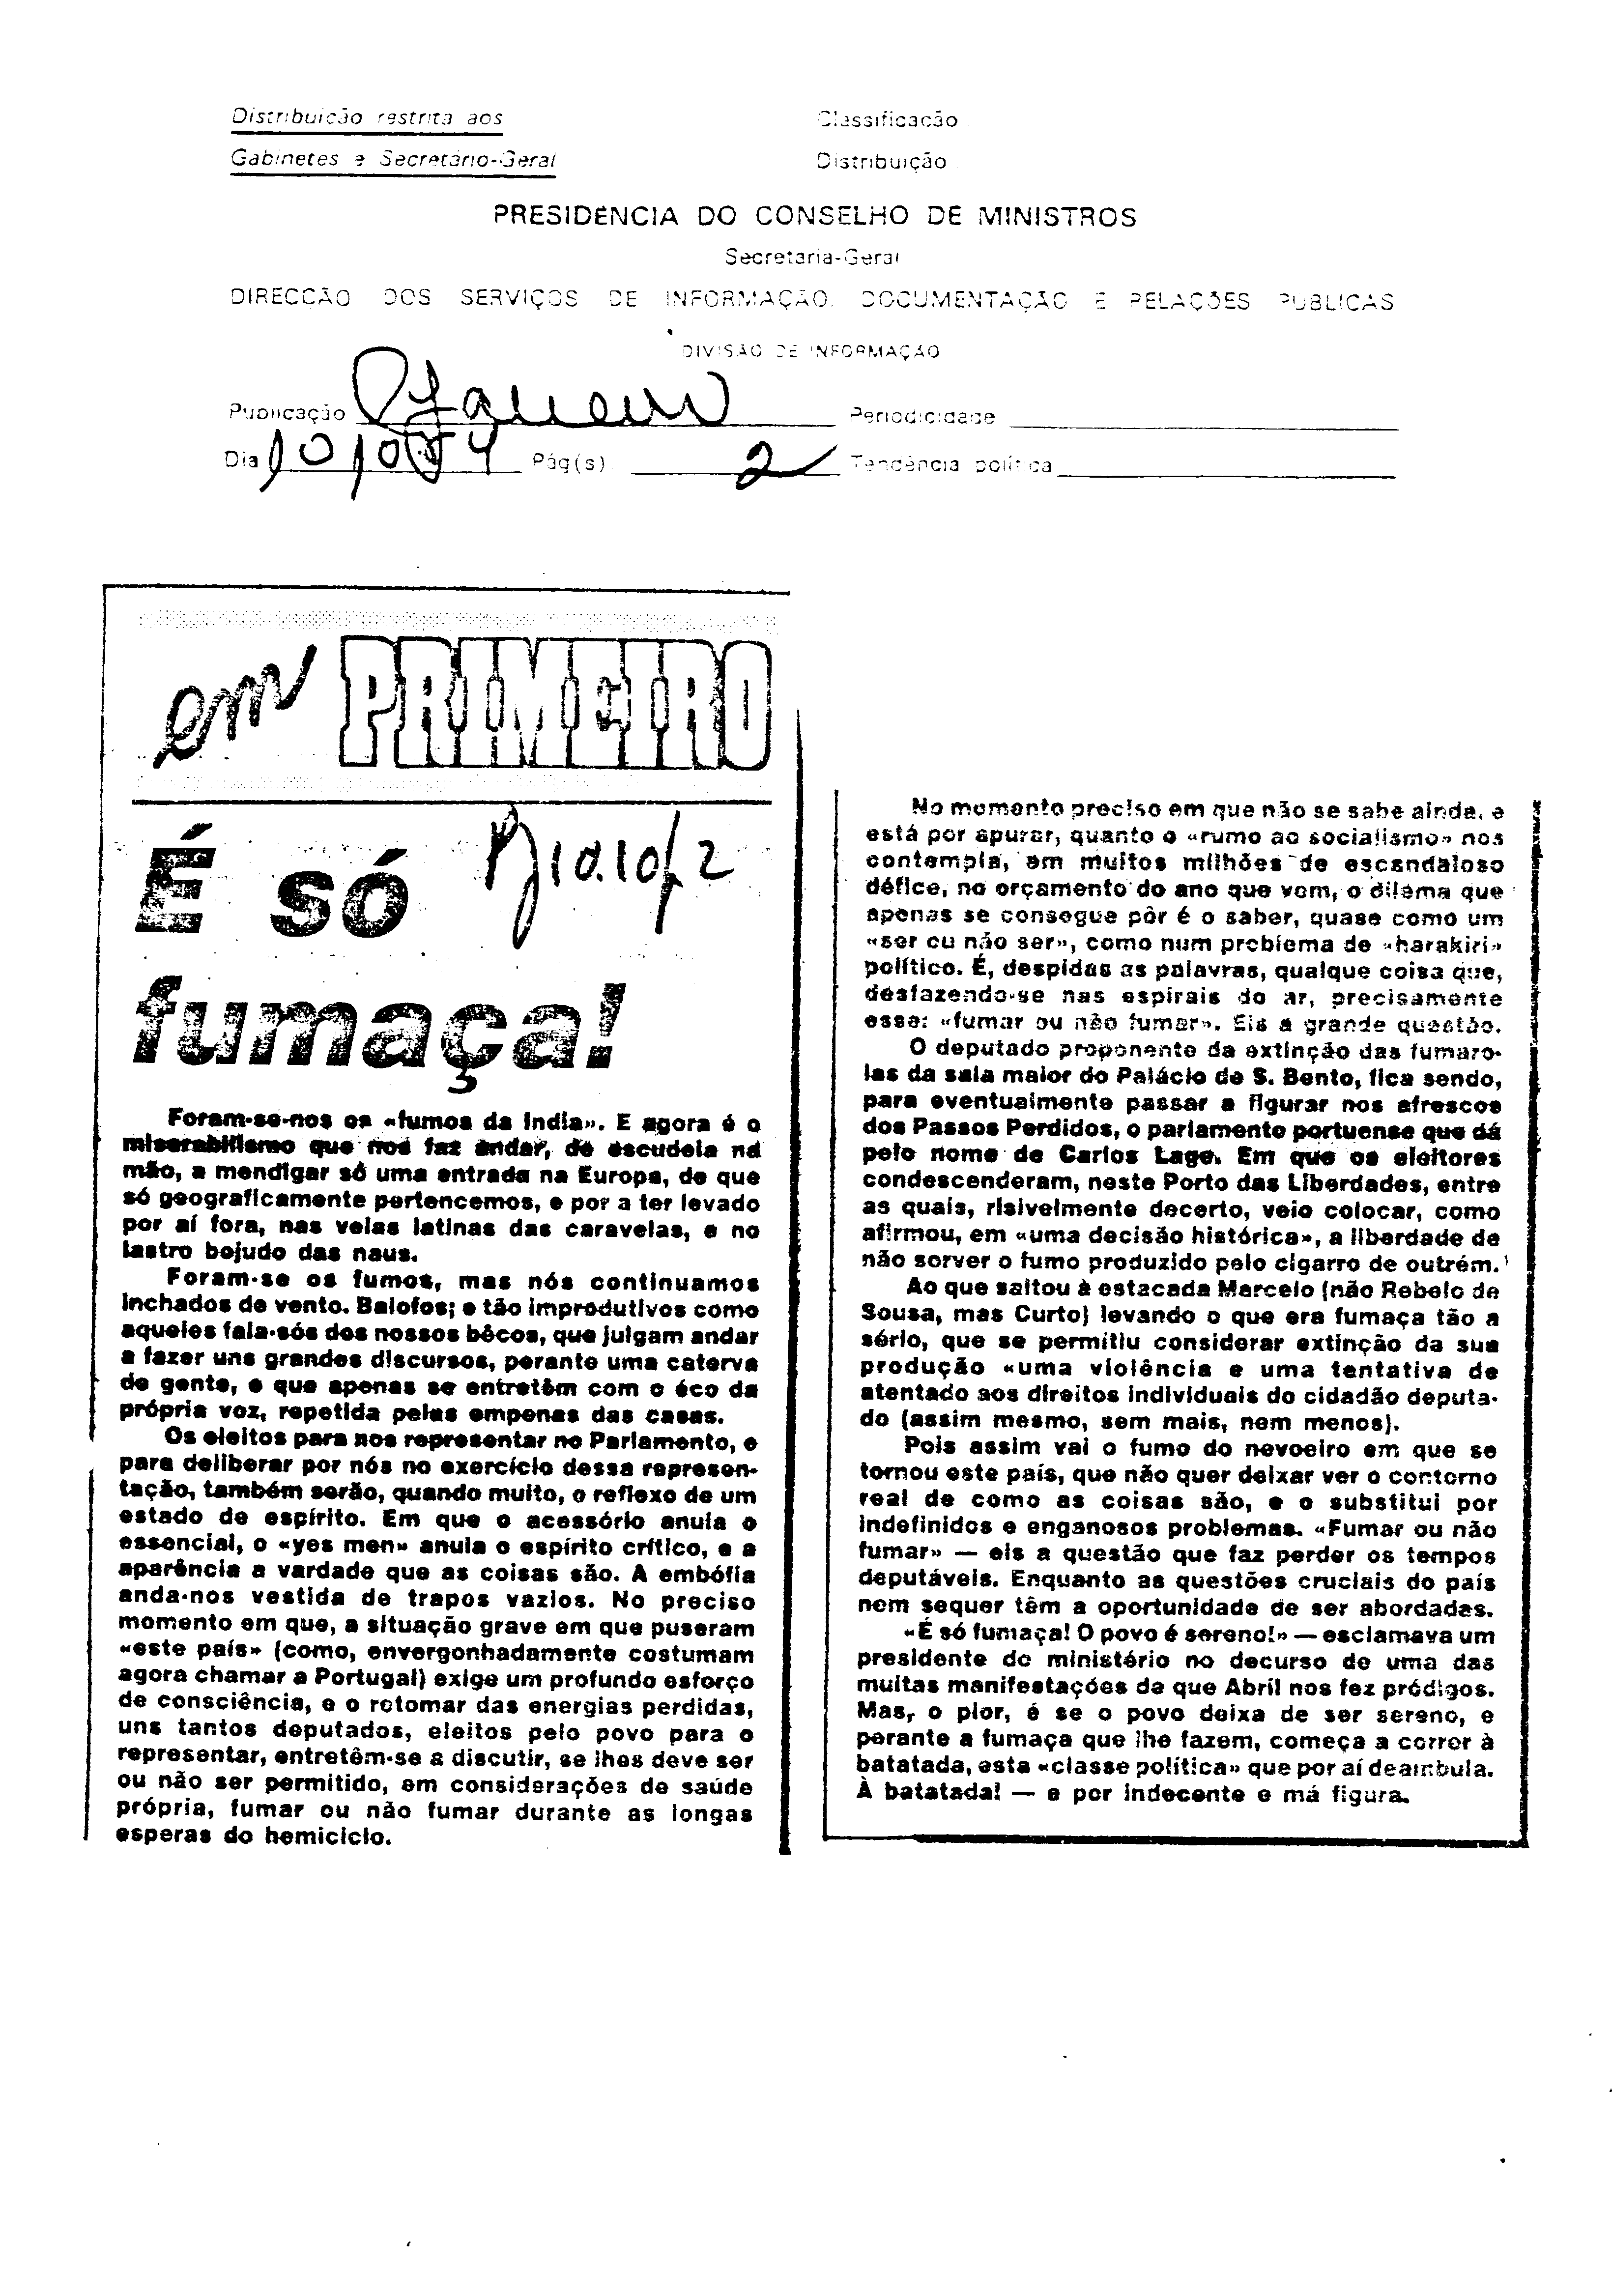 Distribuição restrita aos
Gabinetes e Secretário-Geral
Classificação
Distribuição
PRESIDÊNCIA DO CONSELHO DE MINISTROS
Secretaria-Geral
DIRECÇÃO DOS SERVIÇOS DE INFORMAÇÃO, DOCUMENTAÇÃO E RELAÇÕES PÚBLICAS
DIVISÃO DE INFORMAÇÃO
Publicação
Periodicidade
Dia
Pág(s) 2
Tendência política
em PRIMEIRO
É só
fumaça!
Foram-se-nos os «fumos da India». E agora é o
miserabilismo que nos faz andar, de escudela na
mão, a mendigar só uma entrada na Europa, de que
só geograficamente pertencemos, e por a ter levado
por aí fora, nas velas latinas das caravelas, e no
lastro bojudo das naus.
Foram-se os fumos, mas nós continuamos
inchados de vento. Balofos; e tão improdutivos como
aqueles fala-sós dos nossos bêcos, que julgam andar
a fazer uns grandes discursos, perante uma caterva
de gente, e que apenas se entretêm com o éco da
própria voz, repetida pelas empenas das casas.
Os eleitos para nos representar no Parlamento, e
para deliberar por nós no exercício dessa represen-
tação, também serão, quando muito, o reflexo de um
estado de espírito. Em que o acessório anula o
essencial, o «yes men» anula o espírito crítico, e a
aparência a vardade que as coisas são. A embófia
anda-nos vestida de trapos vazios. No preciso
momento em que, a situação grave em que puseram
«este país» (como, envergonhadamente costumam
agora chamar a Portugal) exige um profundo esforço
de consciência, e o retomar das energias perdidas,
uns tantos deputados, eleitos pelo povo para o
representar, entretêm-se a discutir, se lhes deve ser
ou não ser permitido, em considerações de saúde
própria, fumar ou não fumar durante as longas
esperas do hemiciclo.
No momento preciso em que não se sabe ainda, e
está por apurar, quanto o «rumo ao socialismo» nos
contempla, em muitos milhões de escandaloso
défice, no orçamento do ano que vem, o dilema que
apenas se consegue pôr é o saber, quase como um
«ser ou não ser», como num problema de «harakiri»
político. É, despidas as palavras, qualque coisa que,
desfazendo-se nas espirais do ar, precisamente
esse: «fumar ou não fumar». Eis a grande questão.
O deputado proponente da extinção das fumaro-
las da sala maior do Palácio de S. Bento, fica sendo,
para eventualmente passar a figurar nos afrescos
dos Passos Perdidos, o parlamento portuense que dá
pelo nome de Carlos Lage. Em que os eleitores
condescenderam, neste Porto das Liberdades, entre
as quais, risivelmente decerto, veio colocar, como
afirmou, em «uma decisão histórica», a liberdade de
não sorver o fumo produzido pelo cigarro de outrém.
Ao que saltou à estacada Marcelo (não Rebelo de
Sousa, mas Curto) levando o que era fumaça tão a
sério, que se permitiu considerar extinção da sua
produção «uma violência e uma tentativa de
atentado aos direitos individuais do cidadão deputa-
do (assim mesmo, sem mais, nem menos).
Pois assim vai o fumo do nevoeiro em que se
tornou este país, que não quer deixar ver o contorno
real de como as coisas são, e o substitui por
indefinidos e enganosos problemas. «Fumar ou não
fumar» — eis a questão que faz perder os tempos
deputáveis. Enquanto as questões cruciais do país
nem sequer têm a oportunidade de ser abordadas.
«É só fumaça! O povo é sereno!» — esclamava um
presidente do ministério no decurso de uma das
muitas manifestações de que Abril nos fez pródigos.
Mas, o pior, é se o povo deixa de ser sereno, e
perante a fumaça que lhe fazem, começa a correr à
batatada, esta «classe política» que por aí deambula.
À batatada! — e por indecente e má figura.